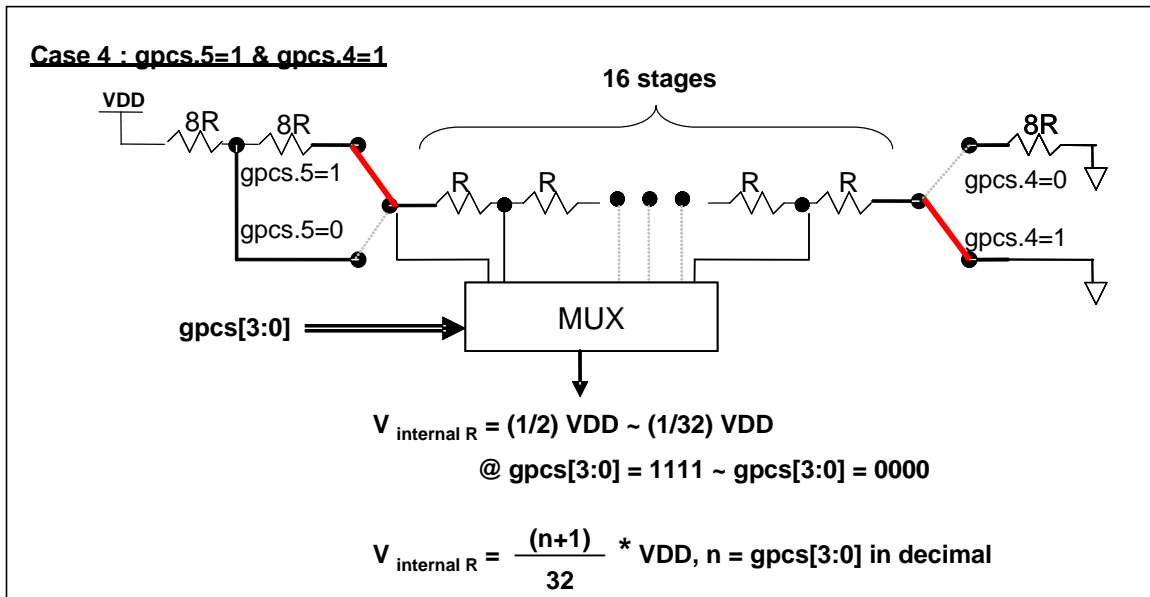 Case 4 : gpcs.5=1 & gpcs.4=1
16 stages
VDD
8R
8R
8R
gpcs.5=1
R
R
R
R
gpcs.4=0
gpcs.5=0
gpcs.4=1
MUX
gpcs[3:0]
V internal R = (1/2) VDD ~ (1/32) VDD
@ gpcs[3:0] = 1111 ~ gpcs[3:0] = 0000
V internal R = (n+1) / 32 * VDD, n = gpcs[3:0] in decimal